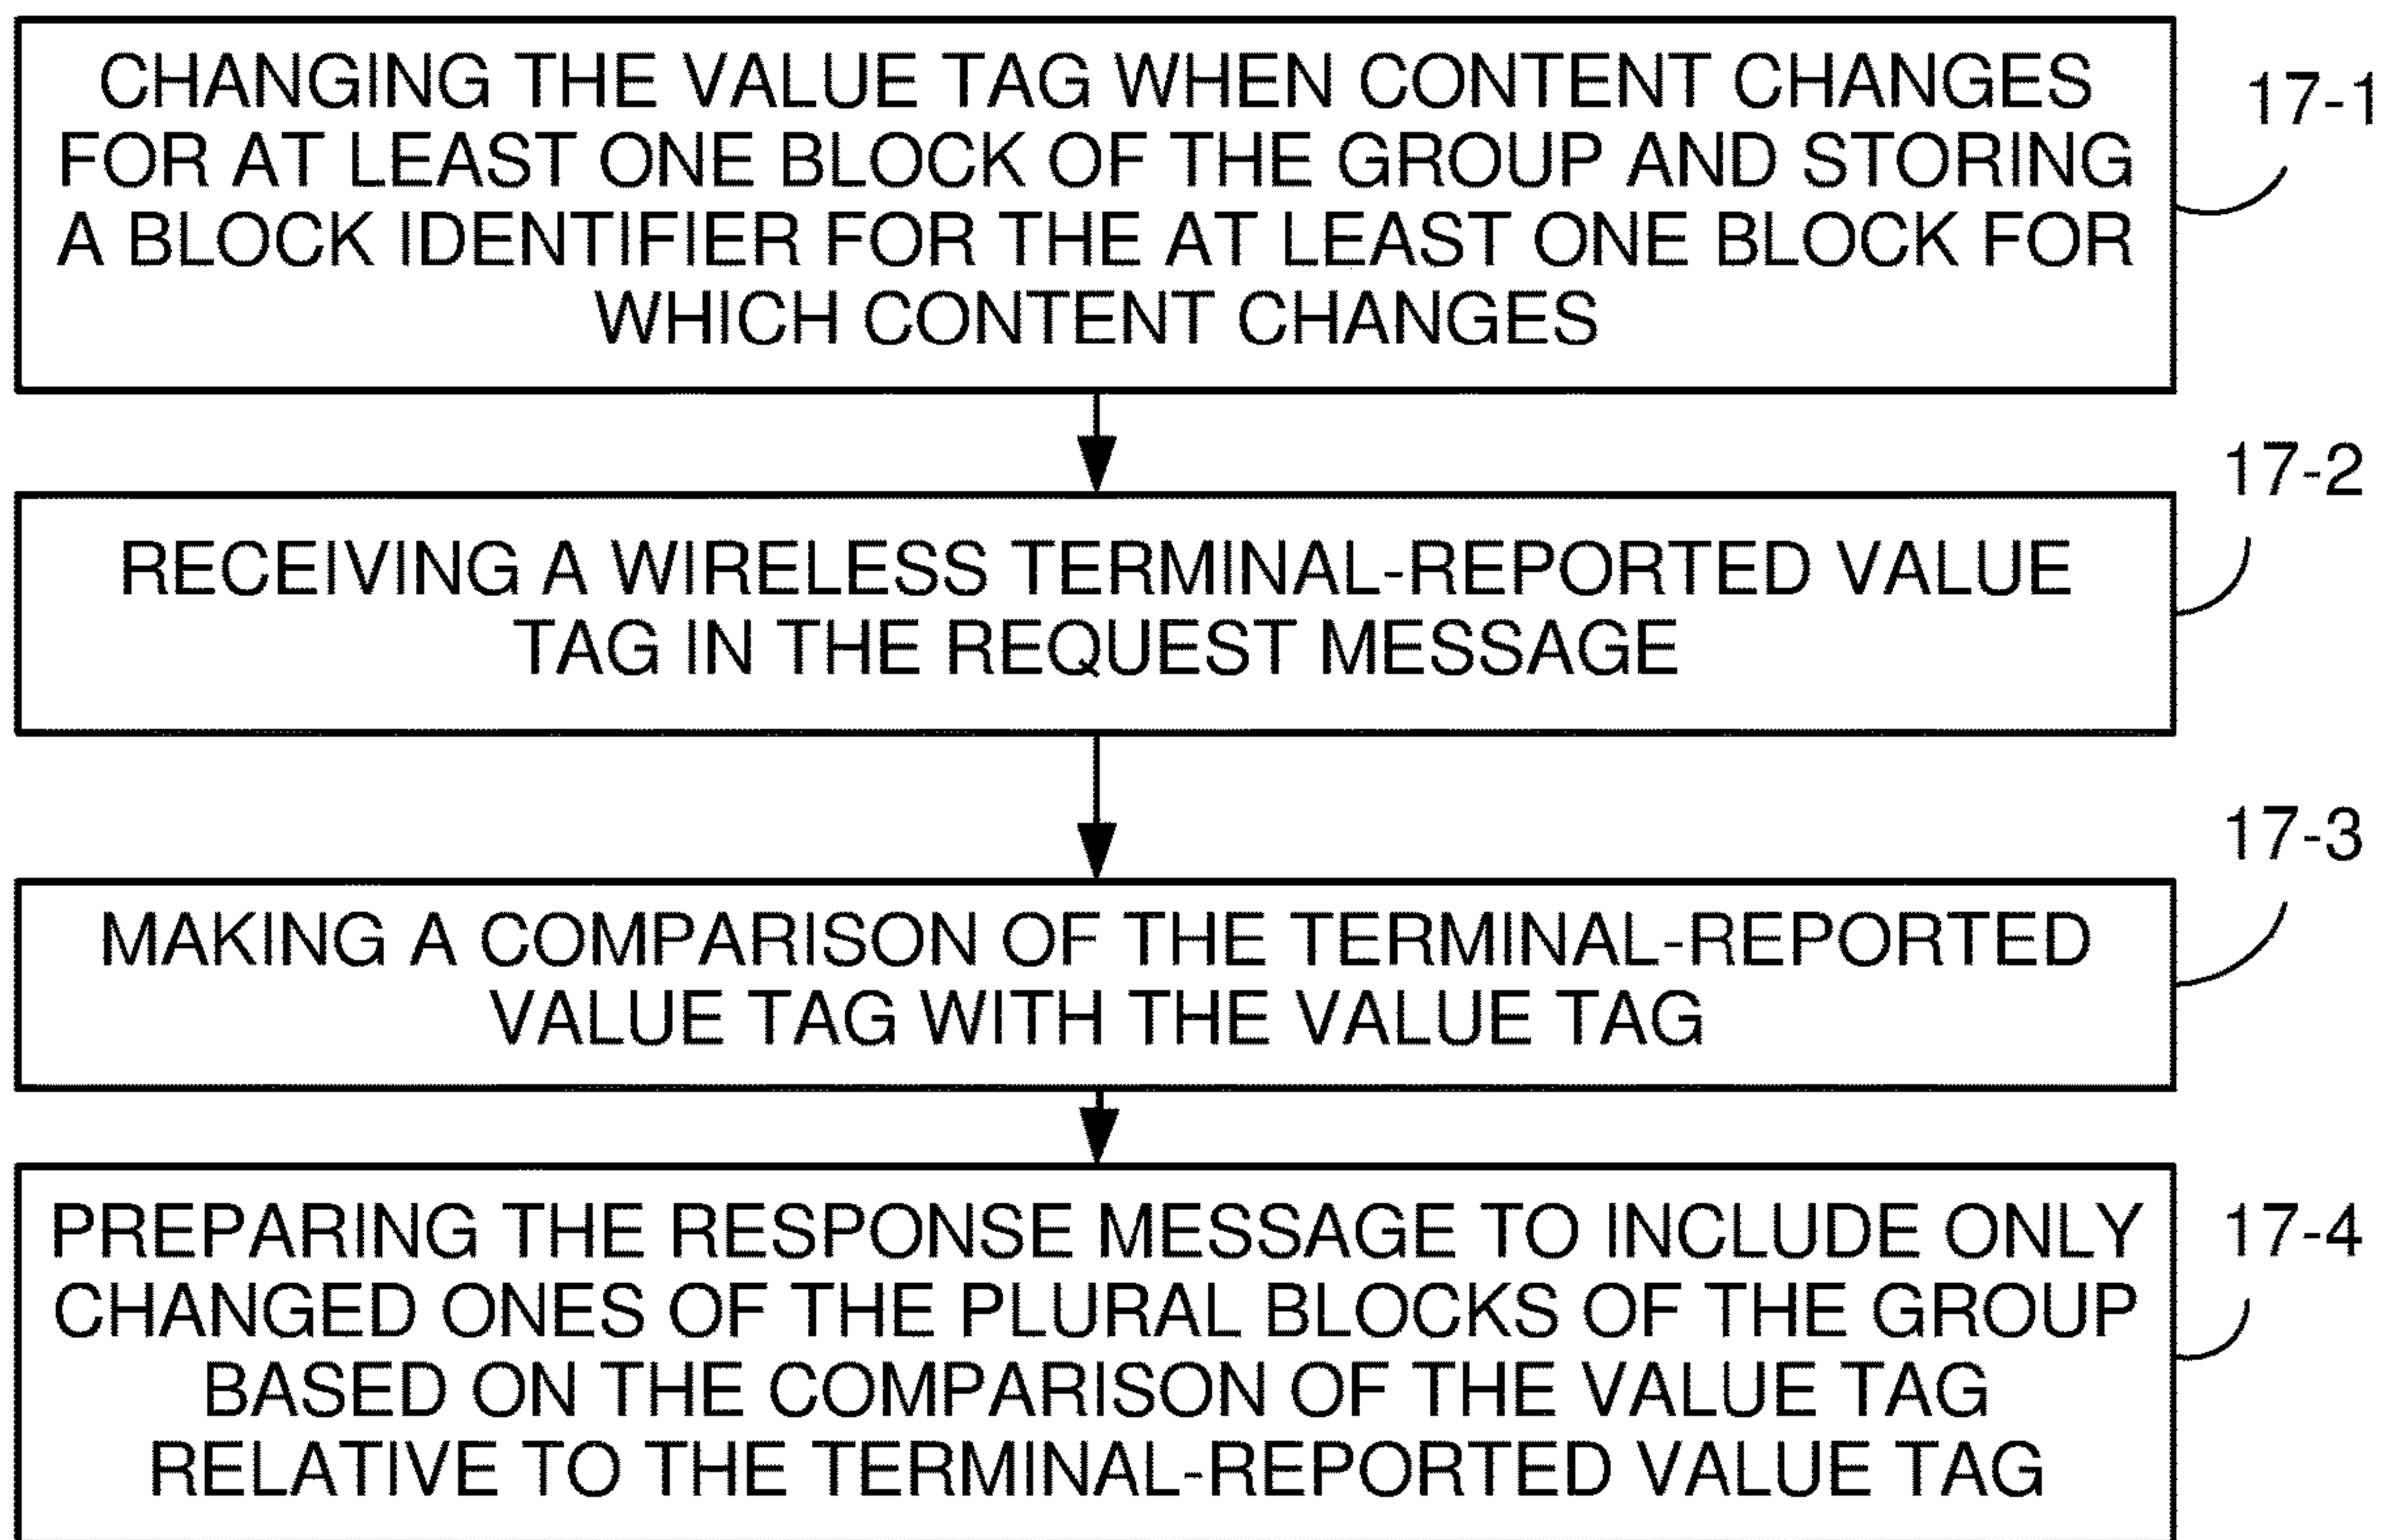 CHANGING THE VALUE TAG WHEN CONTENT CHANGES
FOR AT LEAST ONE BLOCK OF THE GROUP AND STORING
A BLOCK IDENTIFIER FOR THE AT LEAST ONE BLOCK FOR
WHICH CONTENT CHANGES
17-1
17-2
RECEIVING A WIRELESS TERMINAL-REPORTED VALUE
TAG IN THE REQUEST MESSAGE
17-3
MAKING A COMPARISON OF THE TERMINAL-REPORTED
VALUE TAG WITH THE VALUE TAG
17-4
PREPARING THE RESPONSE MESSAGE TO INCLUDE ONLY
CHANGED ONES OF THE PLURAL BLOCKS OF THE GROUP
BASED ON THE COMPARISON OF THE VALUE TAG
RELATIVE TO THE TERMINAL-REPORTED VALUE TAG